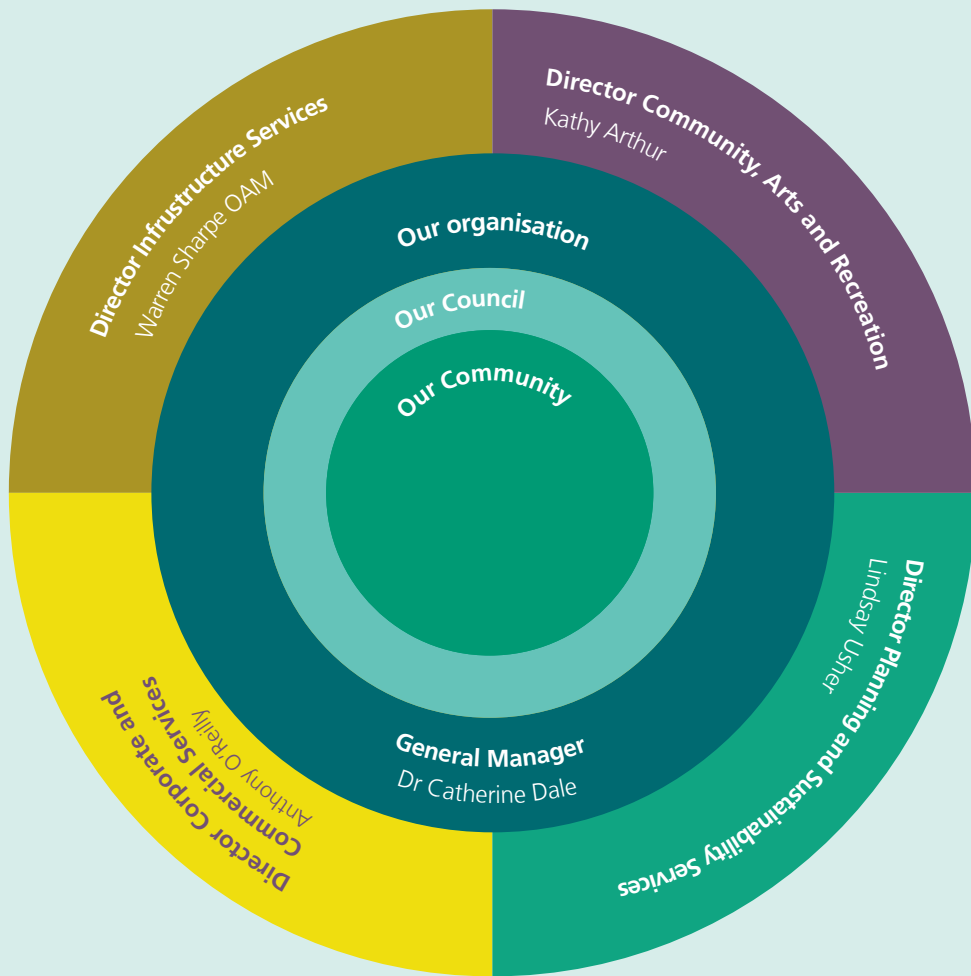 Director Infrustructure Services
Warren Sharpe OAM
Director Community, Arts and Recreation
Kathy Arthur
Our organisation
Our Council
Our Community
General Manager
Dr Catherine Dale
Director Corporate and
Commercial Services
Anthony O'Reilly
Director Planning and Sustainability Services
Lindsay Usher